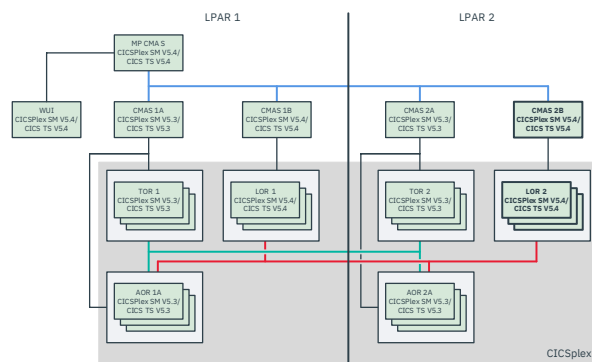 LPAR 1
LPAR 2
MP CMA S
CICSPlex SM V5.4/
CICS TS V5.4
WUI
CICSPlex SM V5.4/
CICS TS V5.4
CMAS 1A
CICSPlex SM V5.3/
CICS TS V5.3
CMAS 1B
CICSPlex SM V5.4/
CICS TS V5.4
CMAS 2A
CICSPlex SM V5.3/
CICS TS V5.3
CMAS 2B
CICSPlex SM V5.4/
CICS TS V5.4
TOR 1
CICSPlex SM V5.3/
CICS TS V5.3
LOR 1
CICSPlex SM V5.4/
CICS TS V5.4
TOR 2
CICSPlex SM V5.3/
CICS TS V5.3
LOR 2
CICSPlex SM V5.4/
CICS TS V5.4
AOR 1A
CICSPlex SM V5.3/
CICS TS V5.3
AOR 2A
CICSPlex SM V5.3/
CICS TS V5.3
CICSplex